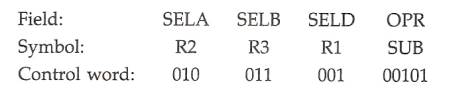 Field: SELA SELB SELD OPR
Symbol: R2 R3 R1 SUB
Control word: 010 011 001 00101